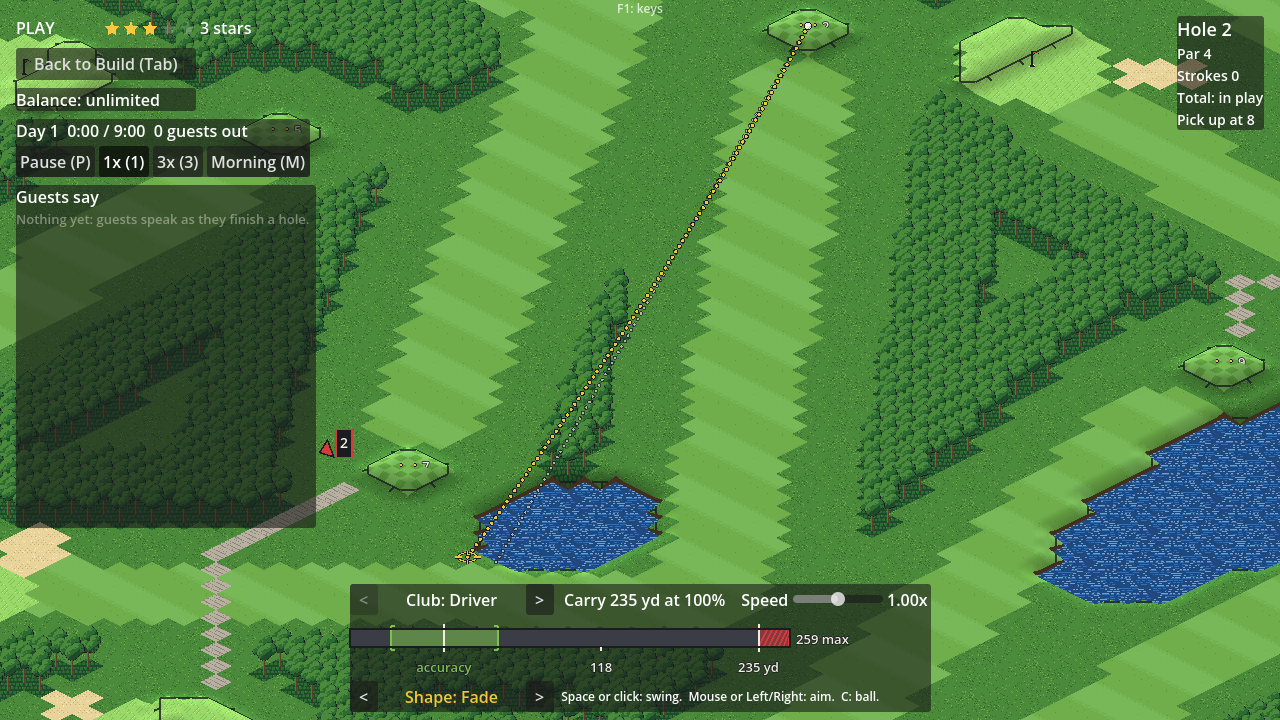 F1: keys
PLAY
3 stars
Back to Build (Tab)
Balance: unlimited
Day 1 0:00 / 9:00 0 guests out
Pause (P) 1x (1) 3x (3) Morning (M)
Guests say
Nothing yet: guests speak as they finish a hole.
Hole 2
Par 4
Strokes 0
Total: in play
Pick up at 8
2
7
< Club: Driver > Carry 235 yd at 100% Speed 1.00x
259 max
accuracy 118 235 yd
< Shape: Fade > Space or click: swing. Mouse or Left/Right: aim. C: ball.